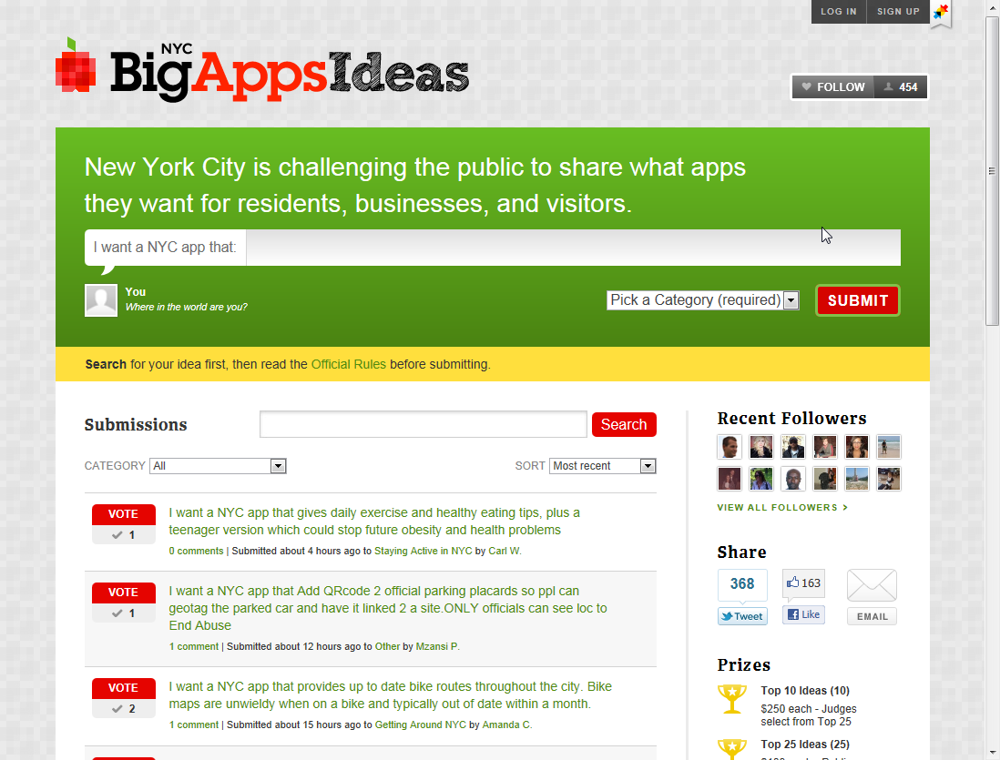 LOG IN
SIGN UP
NYC
BigAppsIdeas
FOLLOW
454
New York City is challenging the public to share what apps
they want for residents, businesses, and visitors.
I want a NYC app that:
You
Where in the world are you?
Pick a Category (required)
SUBMIT
Search for your idea first, then read the Official Rules before submitting.
Submissions
Search
CATEGORY All
SORT Most recent
VOTE
1
I want a NYC app that gives daily exercise and healthy eating tips, plus a
teenager version which could stop future obesity and health problems
0 comments | Submitted about 4 hours ago to Staying Active in NYC by Carl W.
VOTE
1
I want a NYC app that Add QRcode 2 official parking placards so ppl can
geotag the parked car and have it linked 2 a site.ONLY officials can see loc to
End Abuse
1 comment | Submitted about 12 hours ago to Other by Mzansi P.
VOTE
2
I want a NYC app that provides up to date bike routes throughout the city. Bike
maps are unwieldy when on a bike and typically out of date within a month.
1 comment | Submitted about 15 hours ago to Getting Around NYC by Amanda C.
Recent Followers
VIEW ALL FOLLOWERS >
Share
368
Tweet
163
Like
EMAIL
Prizes
Top 10 Ideas (10)
$250 each - Judges
select from Top 25
Top 25 Ideas (25)